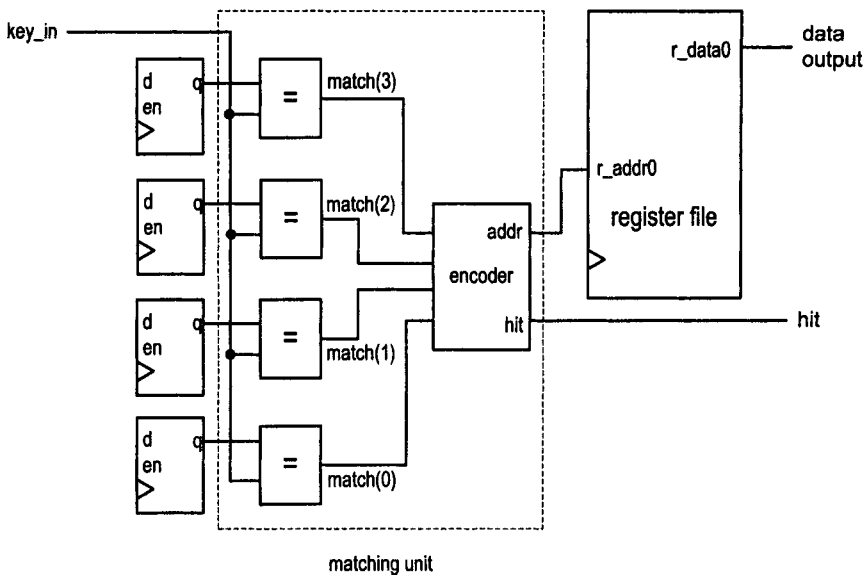 key_in
d q
en
=
match(3)
d q
en
=
match(2)
d q
en
=
match(1)
d q
en
=
match(0)
addr
encoder
hit
r_data0
r_addr0
register file
data
output
hit
matching unit